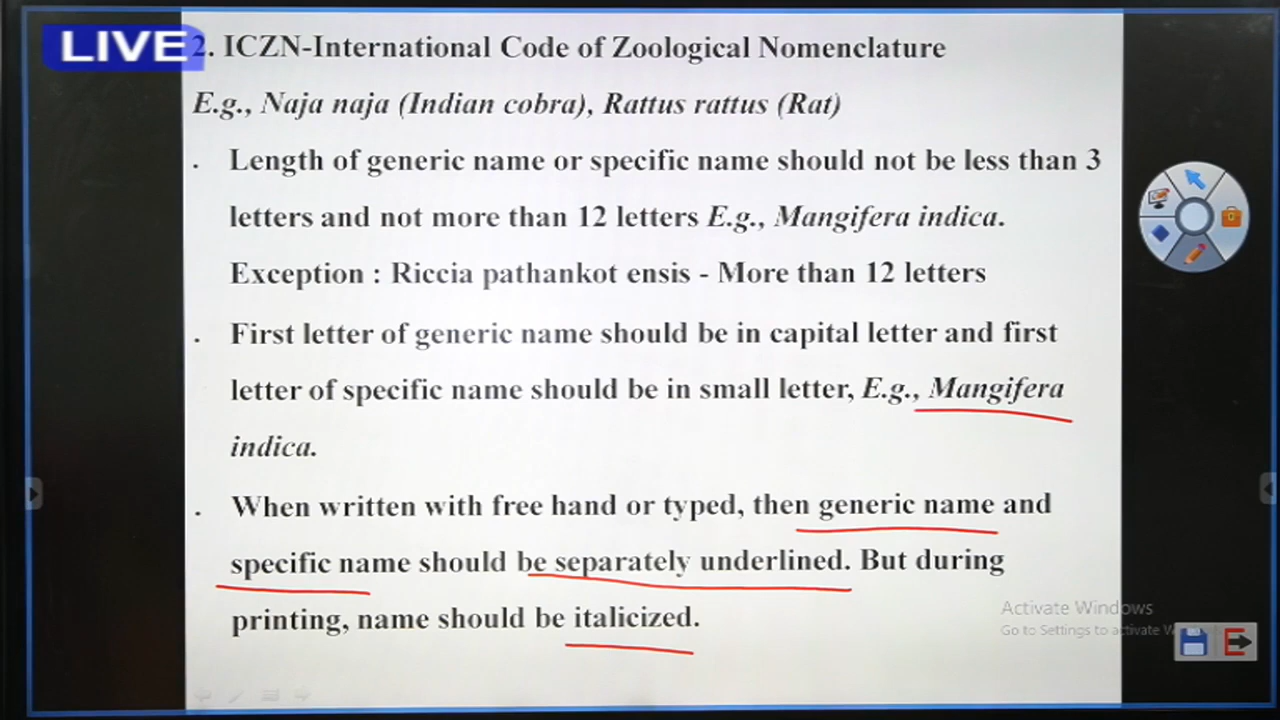 LIVE
2. ICZN-International Code of Zoological Nomenclature
E.g., Naja naja (Indian cobra), Rattus rattus (Rat)
. Length of generic name or specific name should not be less than 3
letters and not more than 12 letters E.g., Mangifera indica.
Exception : Riccia pathankot ensis - More than 12 letters
. First letter of generic name should be in capital letter and first
letter of specific name should be in small letter, E.g., Mangifera
indica.
. When written with free hand or typed, then generic name and
specific name should be separately underlined. But during
printing, name should be italicized.
Activate Windows
Go to Settings to activate W